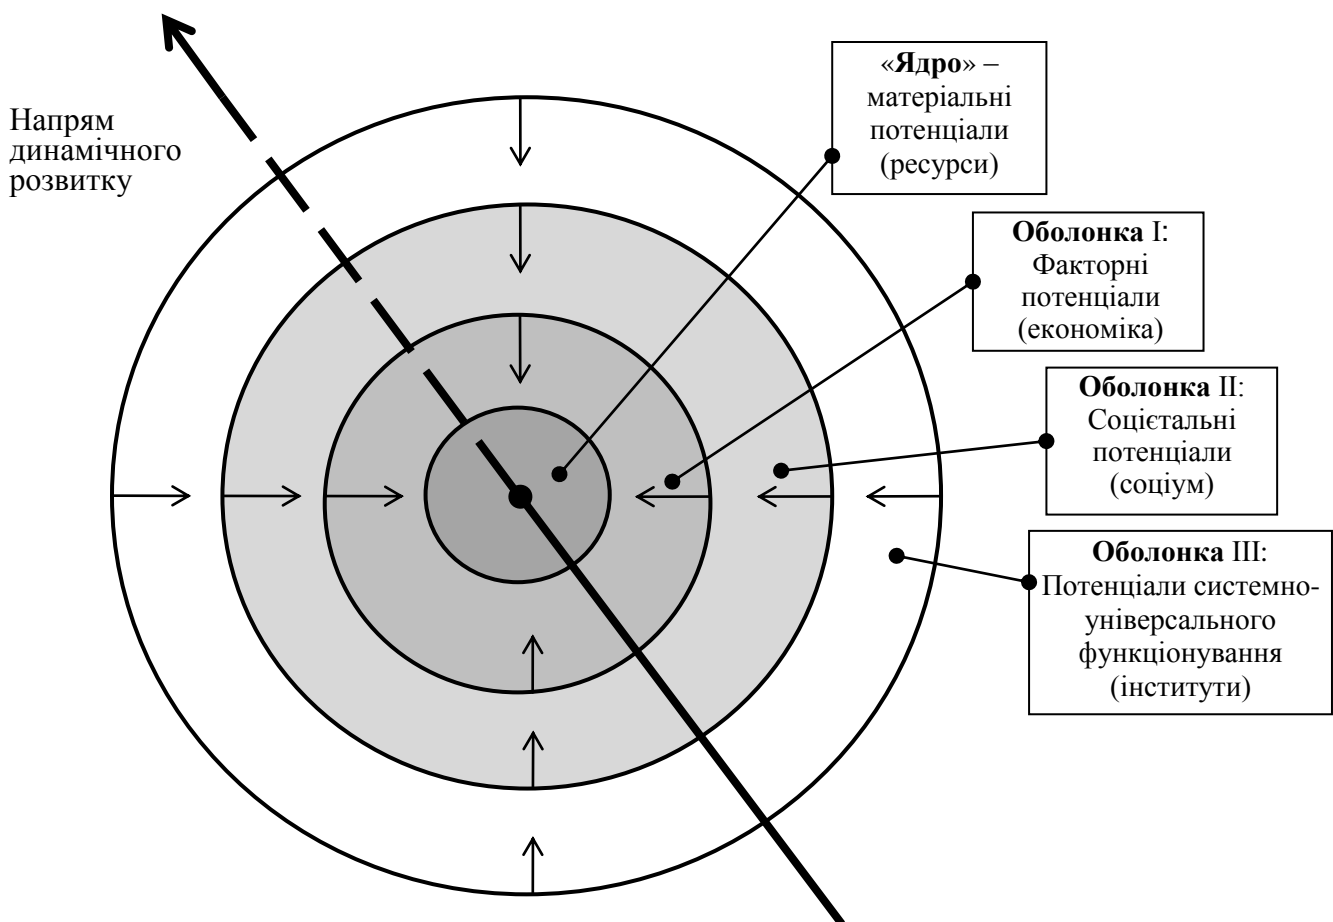 Напрям
динамічного
розвитку
«Ядро» –
матеріальні
потенціали
(ресурси)
Оболонка I:
Факторні
потенціали
(економіка)
Оболонка II:
Социєтальні
потенціали
(соціум)
Оболонка III:
Потенціали системно-
універсального
функціонування
(інститути)